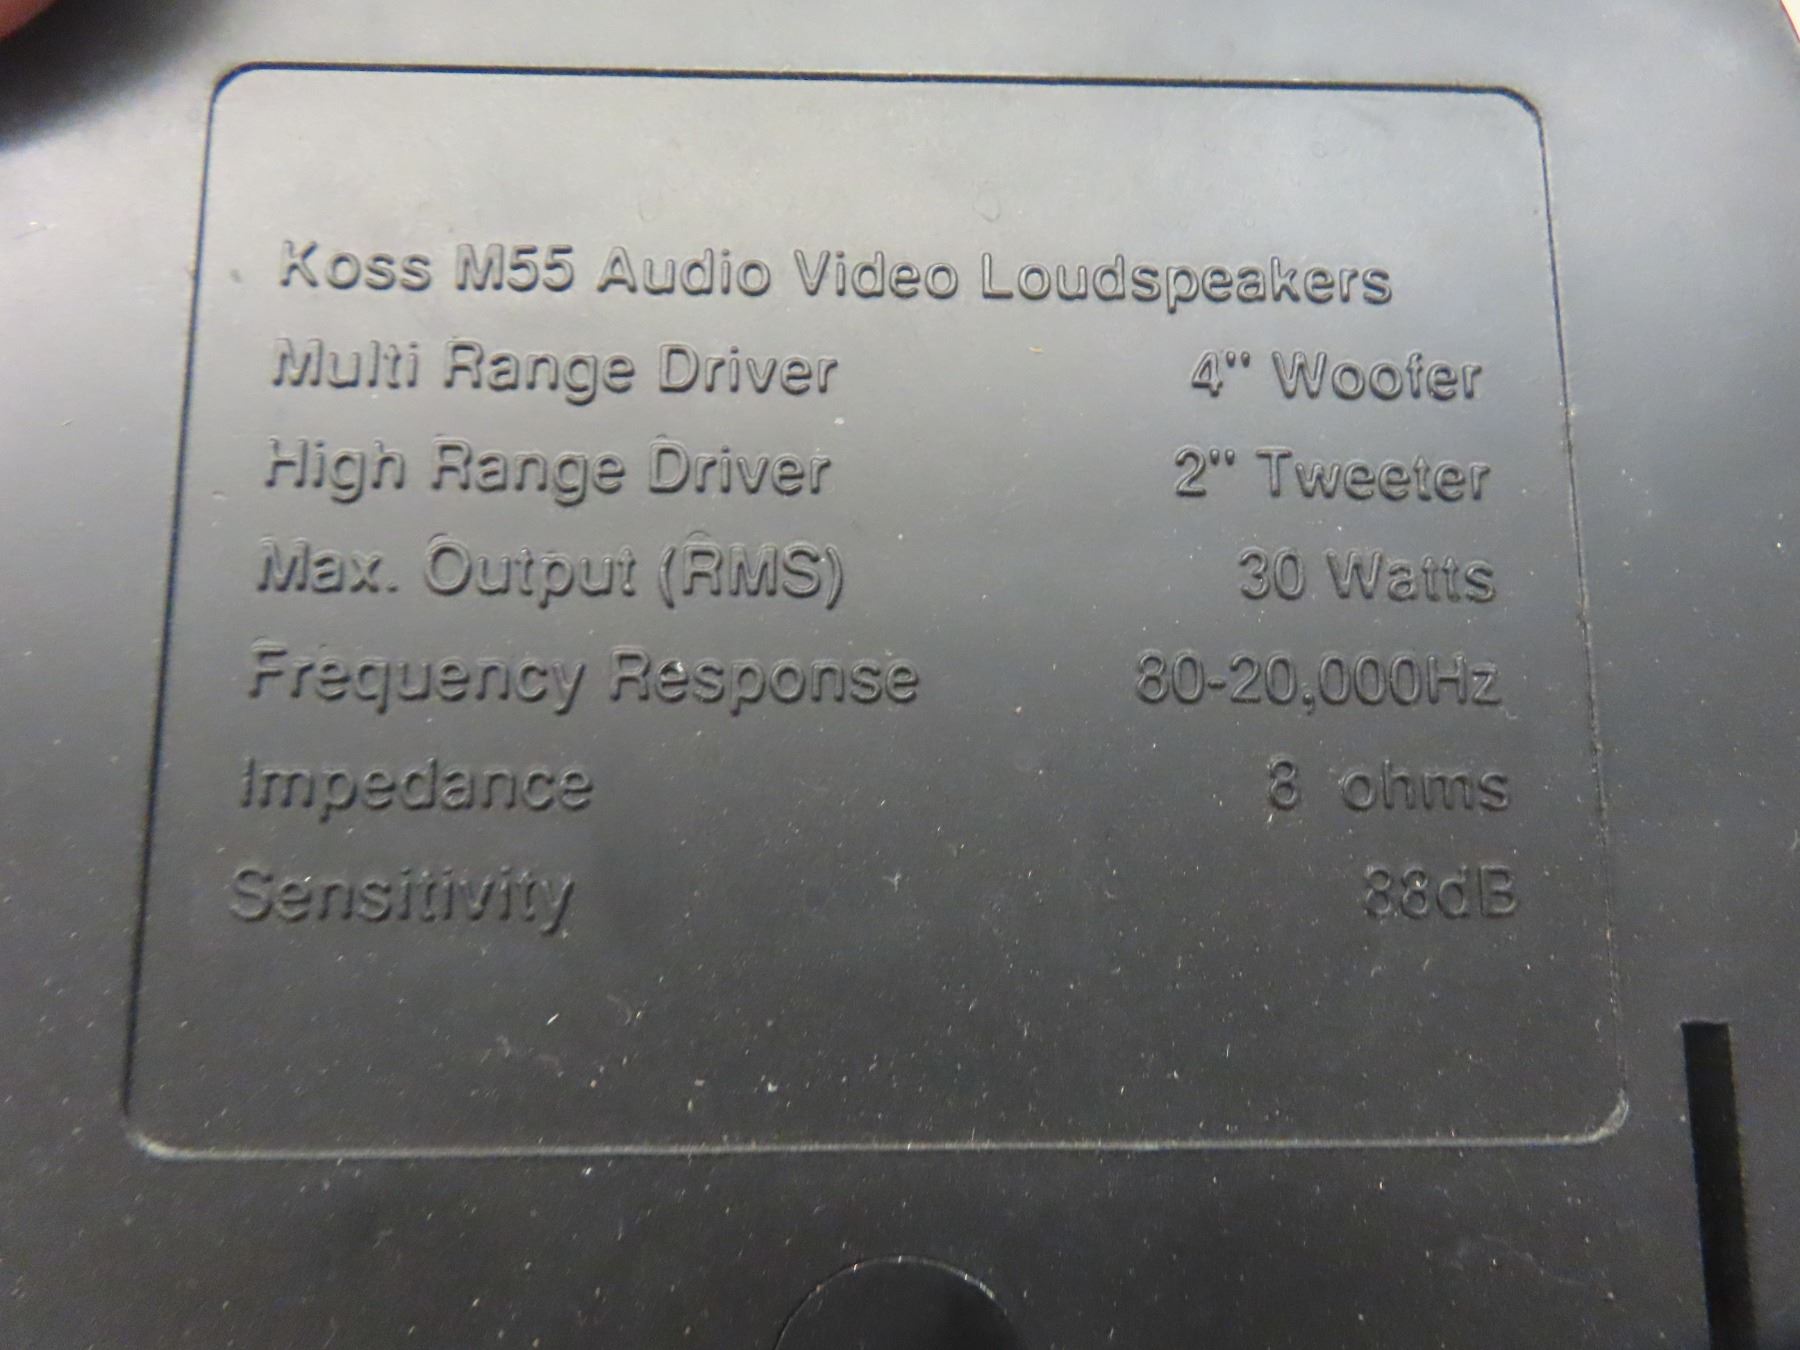 Koss M55 Audio Video Loudspeakers
Multi Range Driver 4" Woofer
High Range Driver 2" Tweeter
Max. Output (RMS) 30 Watts
Frequency Response 80-20,000Hz
Impedance 8 ohms
Sensitivity 88dB